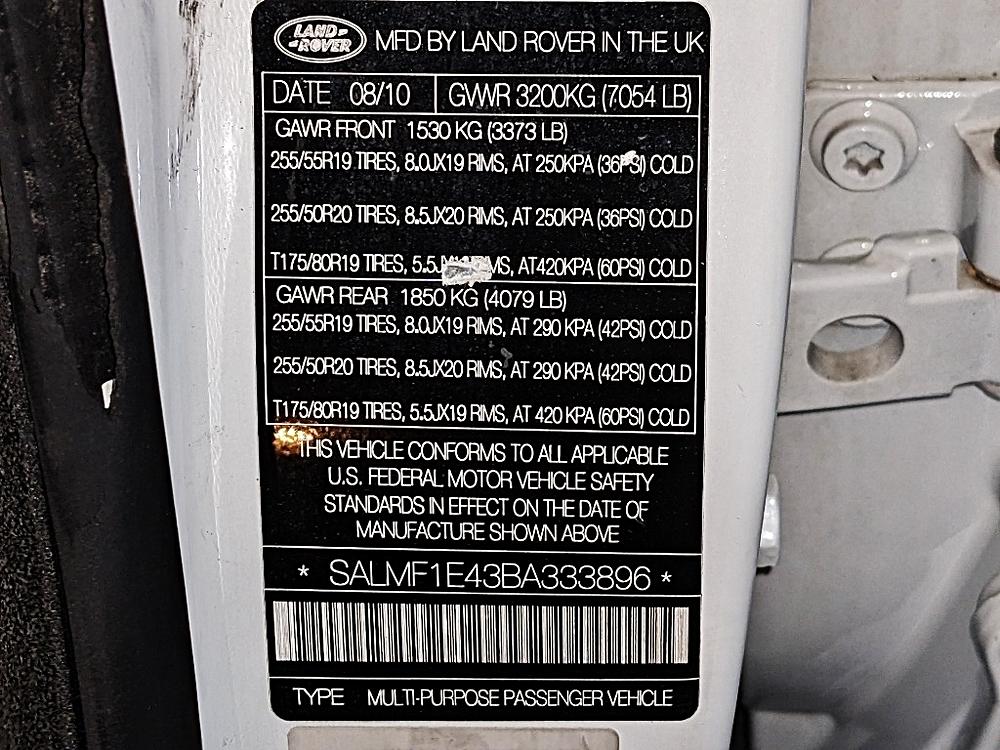 LAND-
-ROVER
MFD BY LAND ROVER IN THE UK
DATE 08/10 GVWR 3200KG (7054 LB)
GAWR FRONT 1530 KG (3373 LB)
255/55R19 TIRES, 8.0JX19 RIMS, AT 250KPA (36PSI) COLD
255/50R20 TIRES, 8.5JX20 RIMS, AT 250KPA (36PSI) COLD
T175/80R19 TIRES, AT420KPA (60PSI) COLD
GAWR REAR 1850 KG (4079 LB)
255/55R19 TIRES, 8.0JX19 RIMS, AT 290 KPA (42PSI) COLD
255/50R20 TIRES, 8.5JX20 RIMS, AT 290 KPA (42PSI) COLD
T175/80R19 TIRES, 5.5JX19 RIMS, AT 420 KPA (60PSI) COLD
THIS VEHICLE CONFORMS TO ALL APPLICABLE
U.S. FEDERAL MOTOR VEHICLE SAFETY
STANDARDS IN EFFECT ON THE DATE OF
MANUFACTURE SHOWN ABOVE
* SALMF1E43BA333896 *
TYPE MULTI-PURPOSE PASSENGER VEHICLE